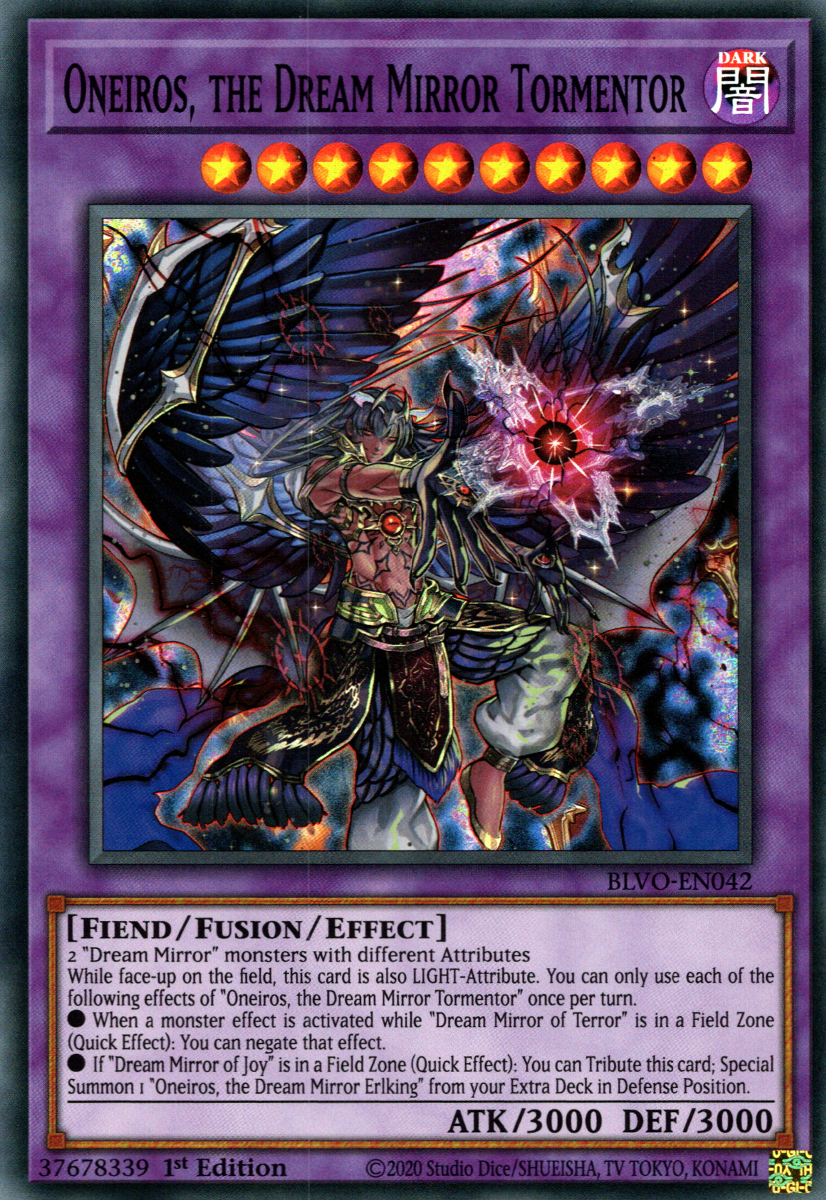 Oneiros, the Dream Mirror Tormentor
DARK
闇
BLVO-EN042
[Fiend/Fusion/Effect]
2 "Dream Mirror" monsters with different Attributes
While face-up on the field, this card is also LIGHT-Attribute. You can only use each of the
following effects of "Oneiros, the Dream Mirror Tormentor" once per turn.
● When a monster effect is activated while "Dream Mirror of Terror" is in a Field Zone
(Quick Effect): You can negate that effect.
● If "Dream Mirror of Joy" is in a Field Zone (Quick Effect): You can Tribute this card; Special
Summon 1 "Oneiros, the Dream Mirror Erlking" from your Extra Deck in Defense Position.
ATK/3000 DEF/3000
37678339 1st Edition ©2020 Studio Dice/SHUEISHA, TV TOKYO, KONAMI